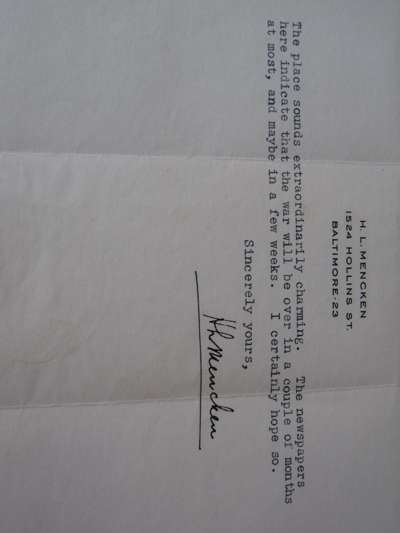 H. L. MENCKEN
1524 HOLLINS ST.
BALTIMORE-23
The place sounds extraordinarily charming. The newspapers
here indicate that the war will be over in a couple of months
at most, and maybe in a few weeks. I certainly hope so.
Sincerely yours,
HLMencken